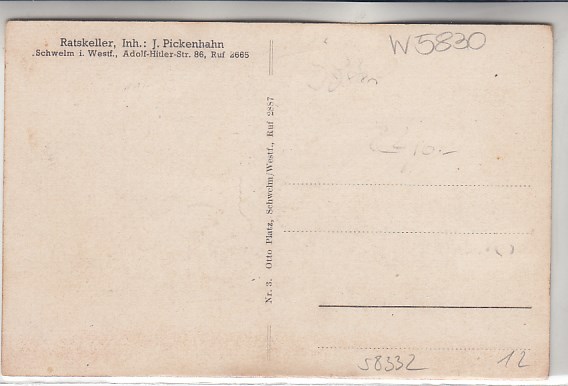 Ratskeller, Inh.: J. Pickenhahn
Schwelm i. Westf., Adolf-Hitler-Str. 86, Ruf 2665
W5830
Nr. 3. Otto Platz, Schwelm/Westf., Ruf 2887
58332
12